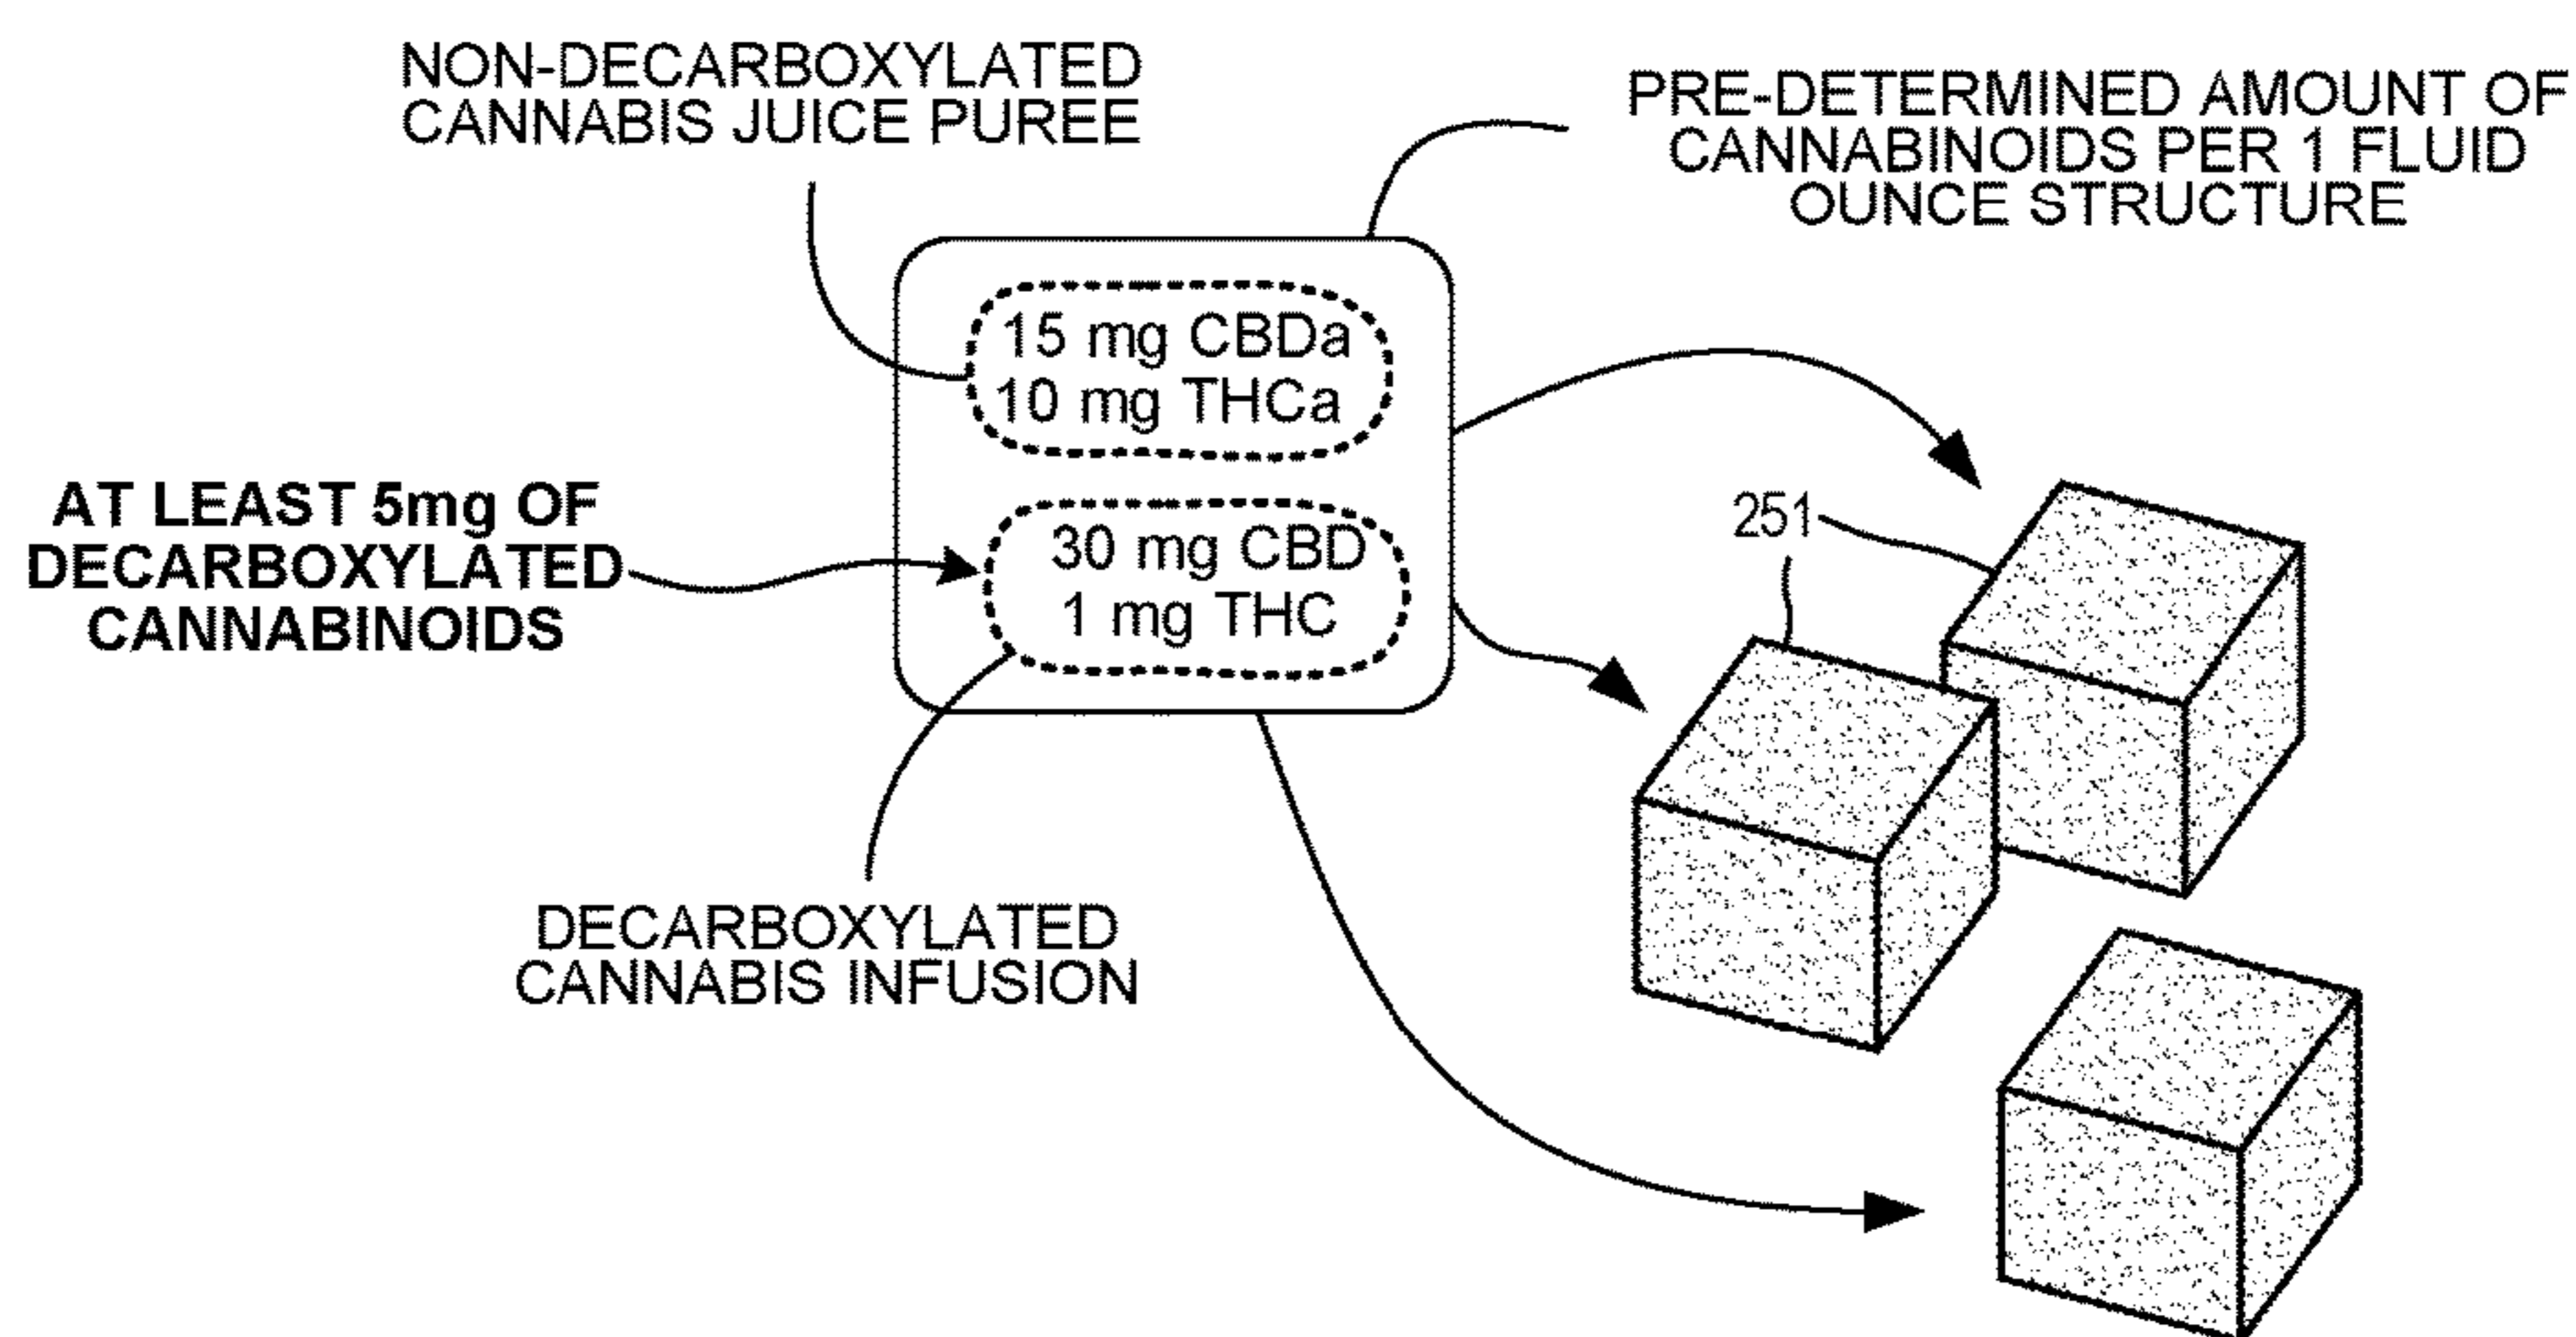 NON-DECARBOXYLATED
CANNABIS JUICE PUREE
PRE-DETERMINED AMOUNT OF
CANNABINOIDS PER 1 FLUID
OUNCE STRUCTURE
15 mg CBDa
10 mg THCa
AT LEAST 5mg OF
DECARBOXYLATED
CANNABINOIDS
30 mg CBD
1 mg THC
251
DECARBOXYLATED
CANNABIS INFUSION